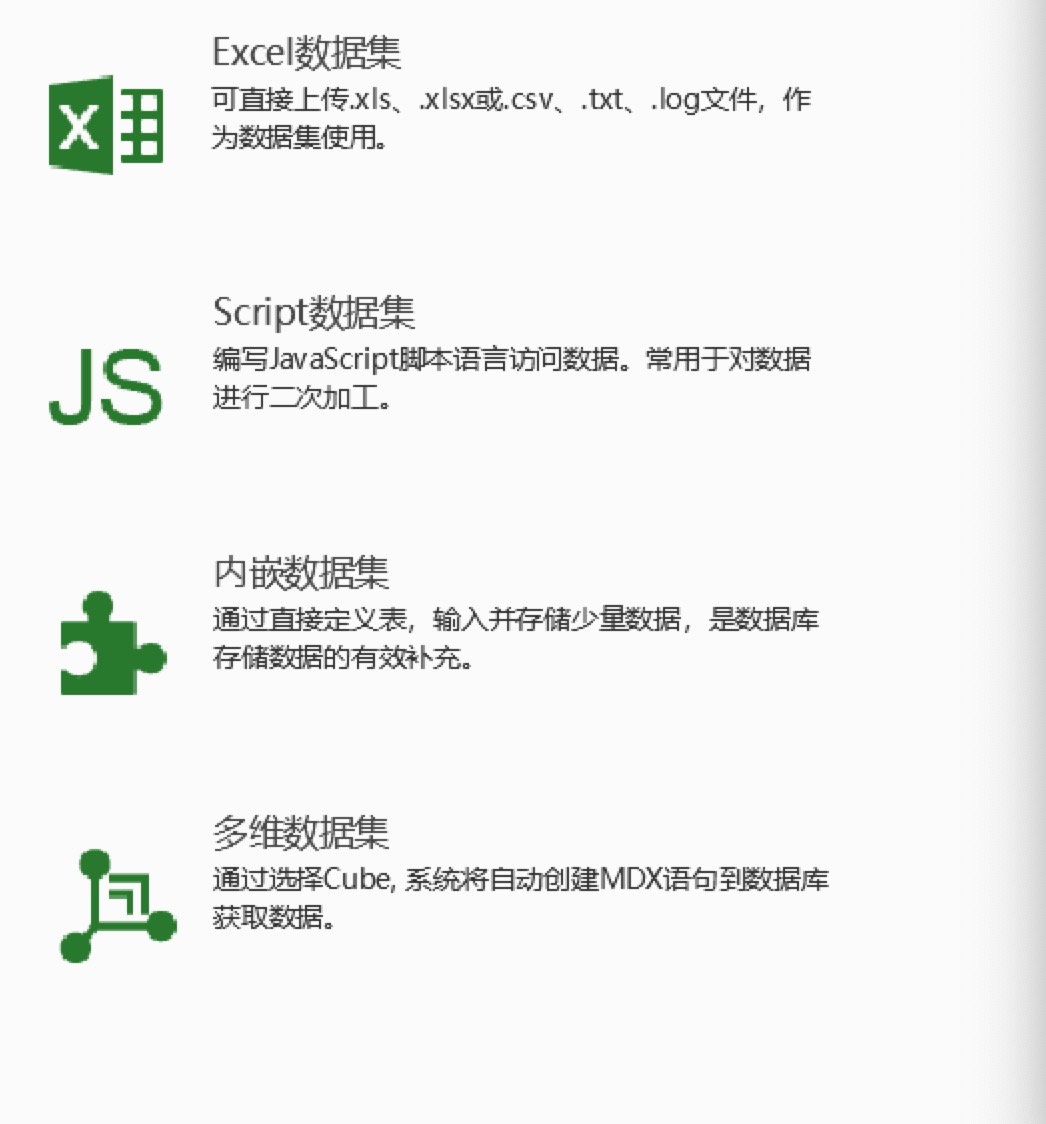 Excel数据集
可直接上传.xls、.xlsx或.csv、.txt、.log文件，作
为数据集使用。
X
Script数据集
编写JavaScript脚本语言访问数据。常用于对数据
进行二次加工。
JS
内嵌数据集
通过直接定义表，输入并存储少量数据，是数据库
存储数据的有效补充。
多维数据集
通过选择Cube, 系统将自动创建MDX语句到数据库
获取数据。